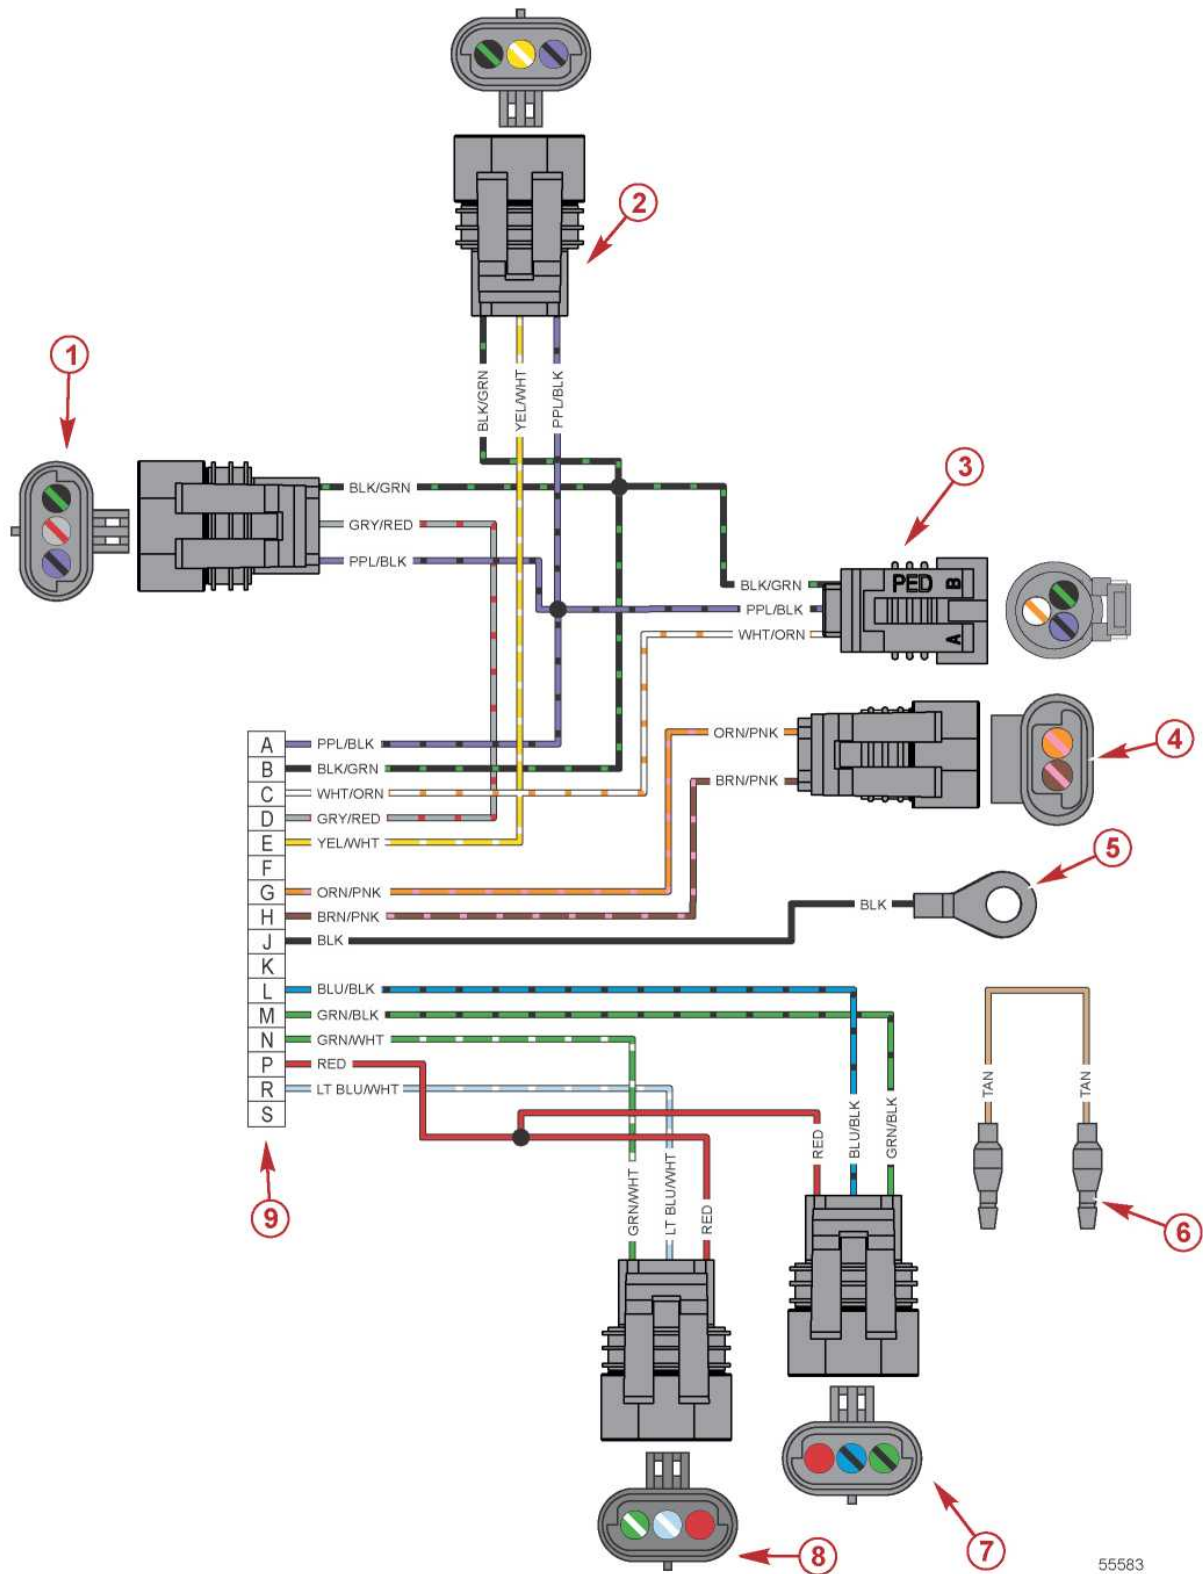 2
1
BLK/GRN
YEL/WHT
PPL/BLK
3
BLK/GRN
GRY/RED
PPL/BLK
BLK/GRN
PPL/BLK
WHT/ORN
PED
B
A
4
ORN/PNK
BRN/PNK
A PPL/BLK
B BLK/GRN
C WHT/ORN
D GRY/RED
E YEL/WHT
F
G ORN/PNK
H BRN/PNK
J BLK
K
L BLU/BLK
M GRN/BLK
N GRN/WHT
P RED
R LT BLU/WHT
S
5
BLK
TAN
TAN
6
9
RED
BLU/BLK
GRN/BLK
GRN/WHT
LT BLU/WHT
RED
7
8
55583